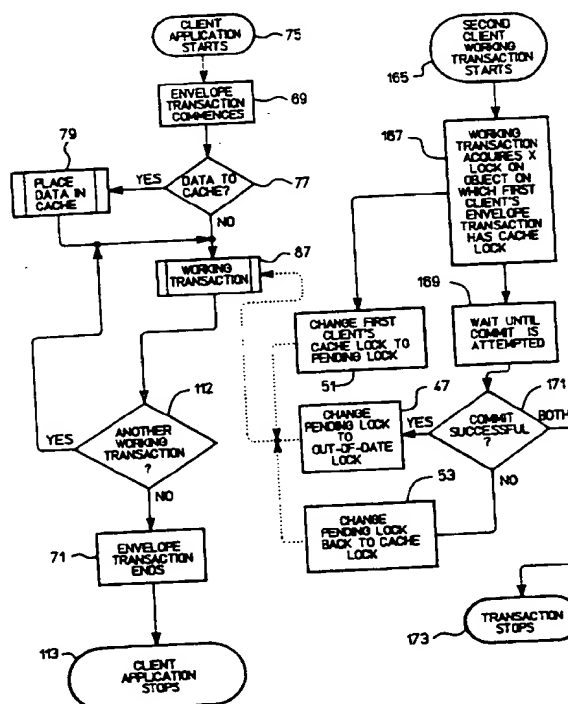 CLIENT
APPLICATION
STARTS
75
ENVELOPE
TRANSACTION
COMMENCES
69
79
PLACE
DATA IN
CACHE
YES
DATA TO
CACHE?
77
NO
WORKING
TRANSACTION
87
112
YES
ANOTHER
WORKING
TRANSACTION
?
NO
71
ENVELOPE
TRANSACTION
ENDS
113
CLIENT
APPLICATION
STOPS
SECOND
CLIENT
WORKING
TRANSACTION
STARTS
165
167
WORKING
TRANSACTION
ACQUIRES X
LOCK ON
OBJECT ON
WHICH FIRST
CLIENT'S
ENVELOPE
TRANSACTION
HAS CACHE
LOCK
169
WAIT UNTIL
COMMIT IS
ATTEMPTED
CHANGE FIRST
CLIENT'S
CACHE LOCK TO
PENDING LOCK
51
47
CHANGE
PENDING LOCK
TO
OUT-OF-DATE
LOCK
YES
COMMIT
SUCCESSFUL
?
171
BOTH
NO
53
CHANGE
PENDING LOCK
BACK TO CACHE
LOCK
TRANSACTION
STOPS
173